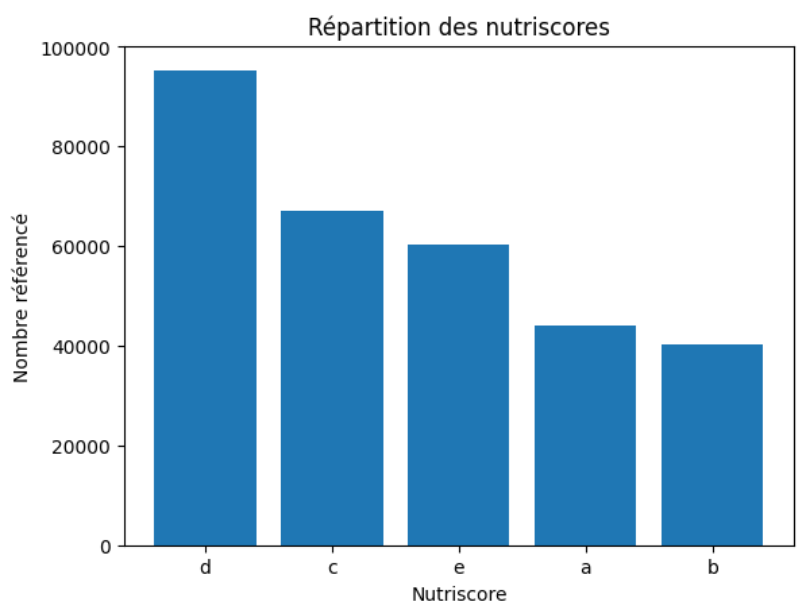 Répartition des nutriscores
100000
80000
60000
40000
20000
0
Nombre référencé
d c e a b
Nutriscore